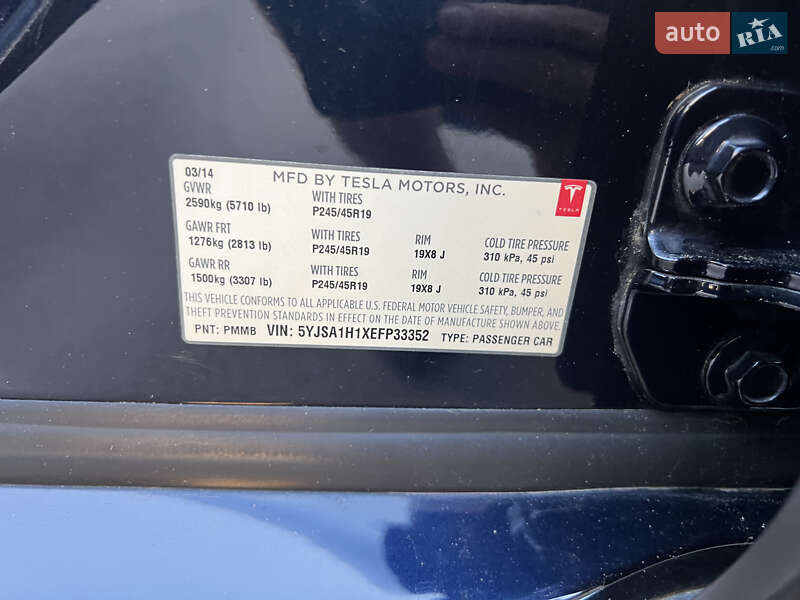 auto RIA.com
03/14
MFD BY TESLA MOTORS, INC.
GVWR WITH TIRES
2590kg (5710 lb) P245/45R19
TESLA
GAWR FRT WITH TIRES RIM COLD TIRE PRESSURE
1276kg (2813 lb) P245/45R19 19X8 J 310 kPa, 45 psi
GAWR RR WITH TIRES RIM COLD TIRE PRESSURE
1500kg (3307 lb) P245/45R19 19X8 J 310 kPa, 45 psi
THIS VEHICLE CONFORMS TO ALL APPLICABLE U.S. FEDERAL MOTOR VEHICLE SAFETY, BUMPER, AND
THEFT PREVENTION STANDARDS IN EFFECT ON THE DATE OF MANUFACTURE SHOWN ABOVE.
PNT: PMMB VIN: 5YJSA1H1XEFP33352 TYPE: PASSENGER CAR